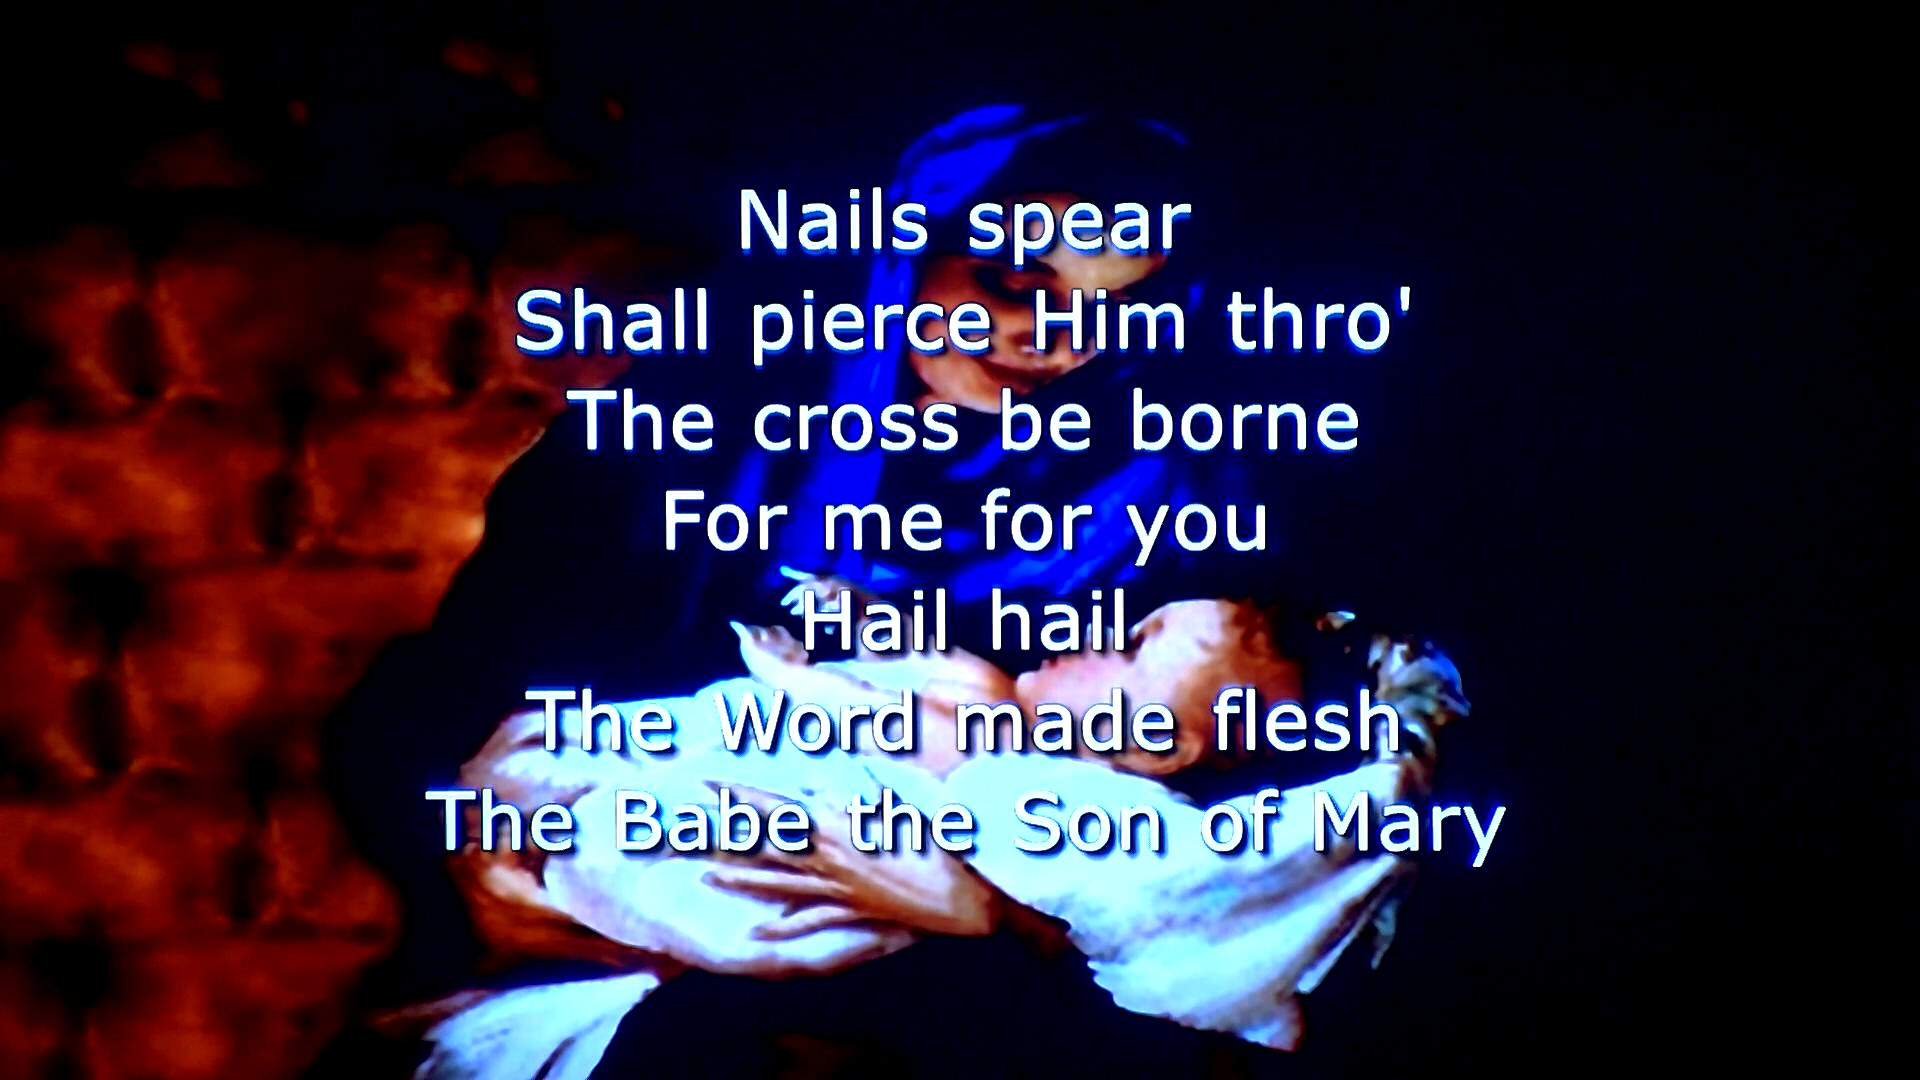 Nails spear
Shall pierce Him thro'
The cross be borne
For me for you
Hail hail
The Word made flesh
The Babe the Son of Mary